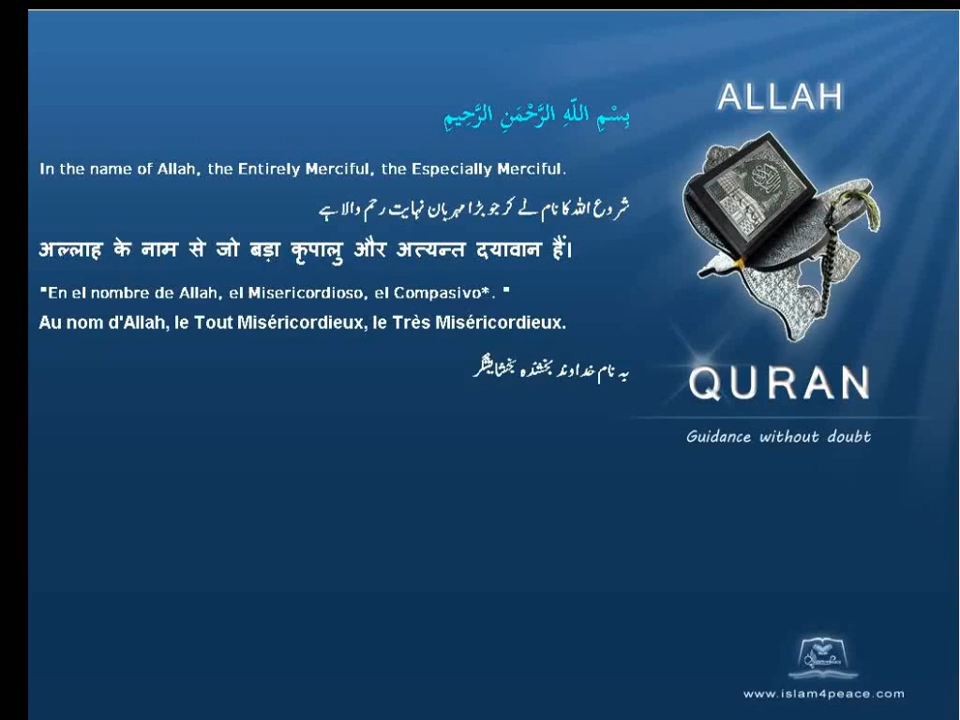 بِسْمِ اللّهِ الرَّحْمَنِ الرَّحِيمِ
In the name of Allah, the Entirely Merciful, the Especially Merciful.
شروع اللہ کا نام لے کر جو بڑا مہربان نہایت رحم والا ہے
अल्लाह के नाम से जो बड़ा कृपालु और अत्यन्त दयावान हैं।
"En el nombre de Allah, el Misericordioso, el Compasivo*. "
Au nom d'Allah, le Tout Miséricordieux, le Très Miséricordieux.
به نام خداوند بخشنده بخشایشگر
ALLAH
QURAN
Guidance without doubt
www.islam4peace.com